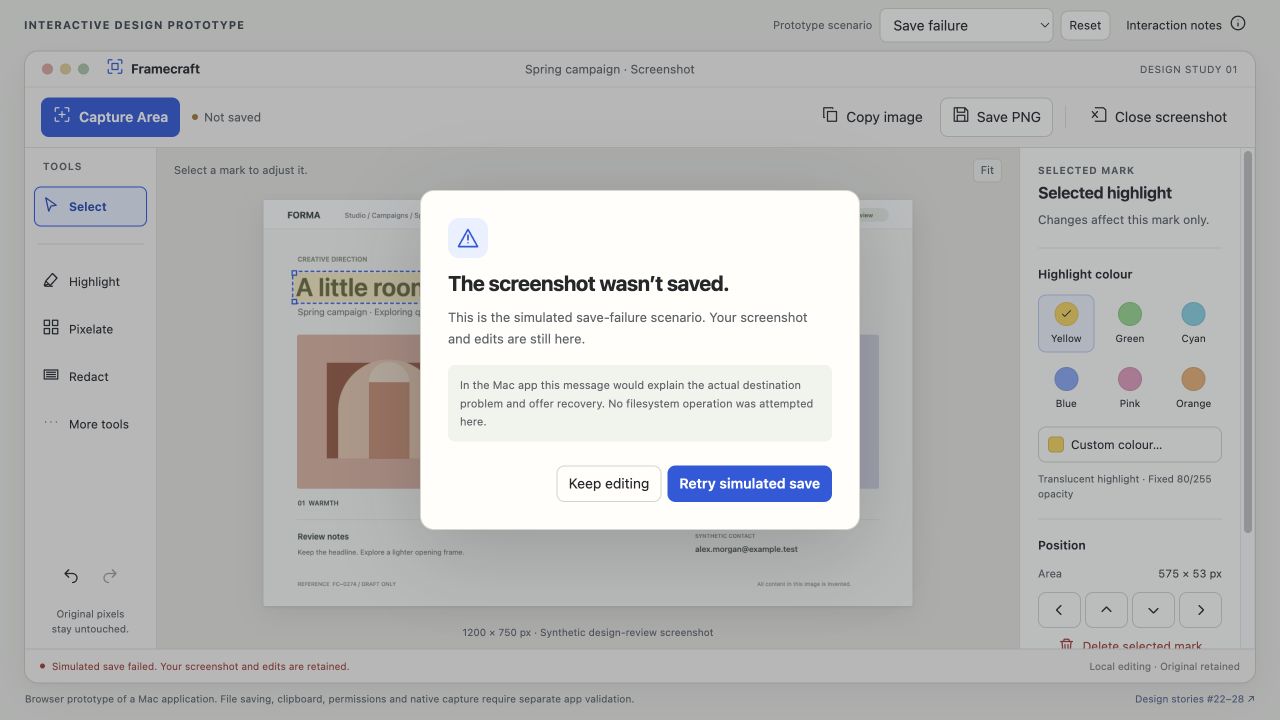 INTERACTIVE DESIGN PROTOTYPE
Prototype scenario
Save failure
Reset
Interaction notes
Framecraft
Spring campaign · Screenshot
DESIGN STUDY 01
Capture Area
Not saved
Copy image
Save PNG
Close screenshot
TOOLS
Select
Highlight
Pixelate
Redact
More tools
Original pixels
stay untouched.
Select a mark to adjust it.
Fit
FORMA
Studio / Campaigns /
CREATIVE DIRECTION
A little
Spring campaign · Exploring
01 WARMTH
Review notes
Keep the headline. Explore a lighter opening frame.
SYNTHETIC CONTACT
alex.morgan@example.test
REFERENCE FC–0274 / DRAFT ONLY
All content in this image is invented.
1200 × 750 px · Synthetic design-review screenshot
The screenshot wasn’t saved.
This is the simulated save-failure scenario. Your screenshot
and edits are still here.
In the Mac app this message would explain the actual destination
problem and offer recovery. No filesystem operation was attempted
here.
Keep editing
Retry simulated save
SELECTED MARK
Selected highlight
Changes affect this mark only.
Highlight colour
Yellow
Green
Cyan
Blue
Pink
Orange
Custom colour…
Translucent highlight · Fixed 80/255
opacity
Position
Area
575 × 53 px
Delete selected mark
Simulated save failed. Your screenshot and edits are retained.
Local editing · Original retained
Browser prototype of a Mac application. File saving, clipboard, permissions and native capture require separate app validation.
Design stories #22–28 ↗